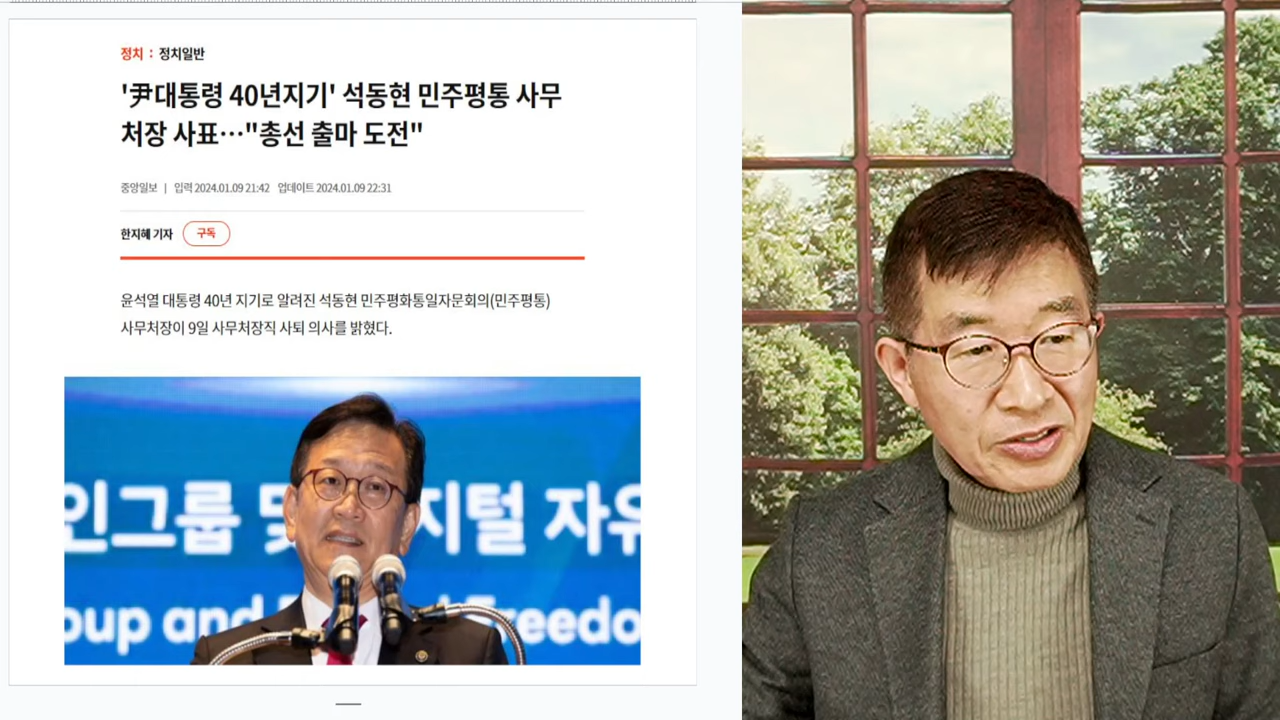 정치 : 정치일반
'尹대통령 40년지기' 석동현 민주평통 사무
처장 사표…"총선 출마 도전"
중앙일보 | 입력 2024.01.09 21:42 업데이트 2024.01.09 22:31
한지혜 기자 구독
윤석열 대통령 40년 지기로 알려진 석동현 민주평화통일자문회의(민주평통)
사무처장이 9일 사무처장직 사퇴 의사를 밝혔다.
인그룹 및 지털 자유
oup and Freedo